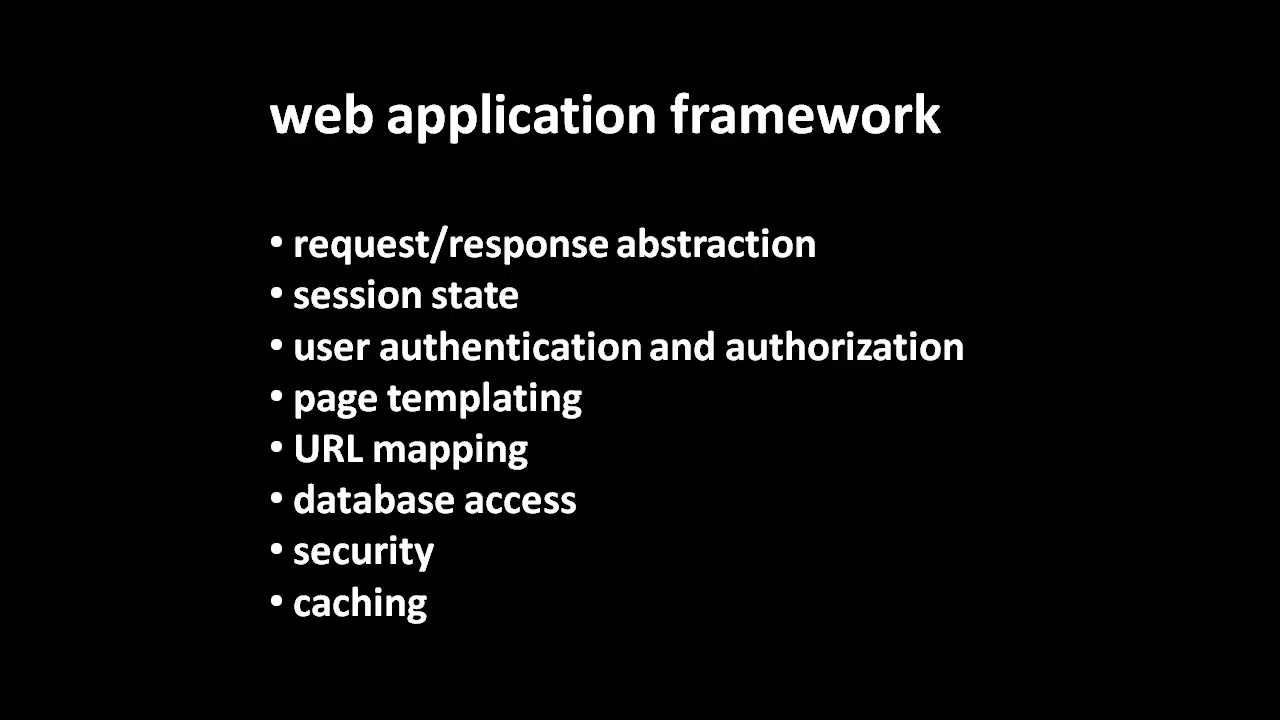 web application framework
• request/response abstraction
• session state
• user authentication and authorization
• page templating
• URL mapping
• database access
• security
• caching